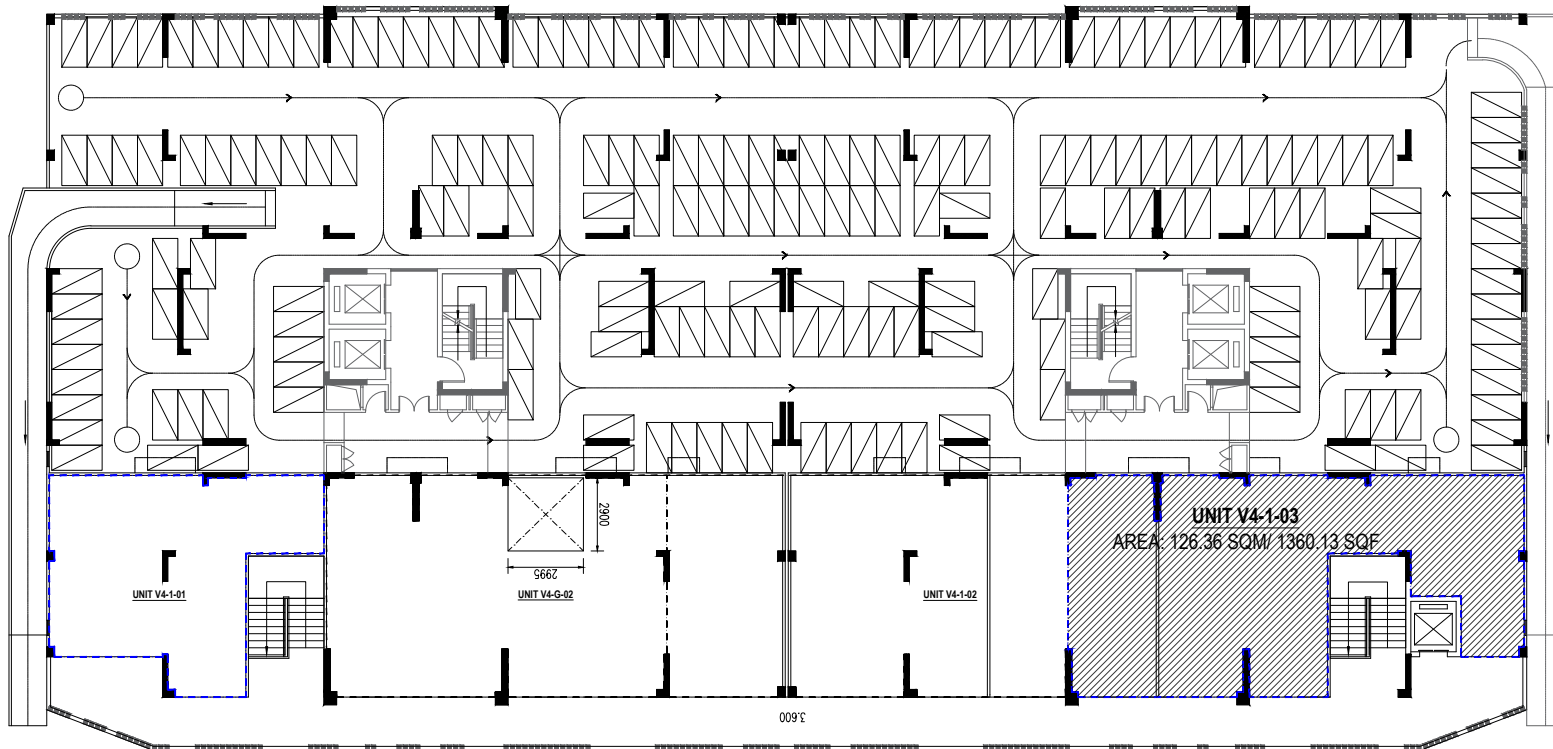 UNIT V4-1-03
AREA: 126.36 SQM/ 1360.13 SQF
2900
2995
UNIT V4-1-01
UNIT V4-G-02
UNIT V4-1-02
3.600